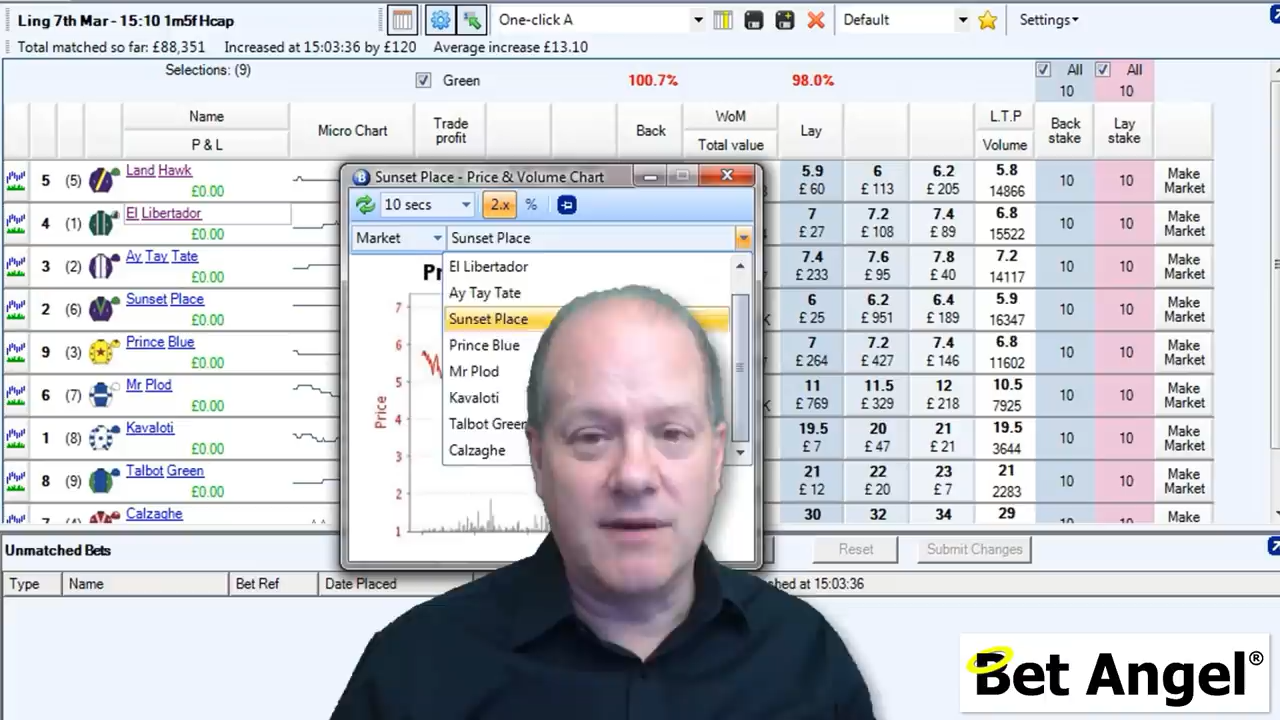 Ling 7th Mar - 15:10 1m5f Hcap
One-click A
Default
Settings
Total matched so far: £88,351 Increased at 15:03:36 by £120 Average increase £13.10
Selections: (9)
Green
100.7%
98.0%
All
All
10
10
Name
P & L
Micro Chart
Trade profit
Back
WoM
Total value
Lay
L.T.P
Volume
Back stake
Lay stake
5 (5) Land Hawk £0.00
5.9 6 6.2 5.8
£ 60 £ 113 £ 205 14866
10 10 Make Market
4 (1) El Libertador £0.00
7 7.2 7.4 6.8
£ 27 £ 108 £ 89 15522
10 10 Make Market
3 (2) Ay Tay Tate £0.00
7.4 7.6 7.8 7.2
£ 233 £ 95 £ 40 14117
10 10 Make Market
2 (6) Sunset Place £0.00
6 6.2 6.4 5.9
£ 25 £ 951 £ 189 16347
10 10 Make Market
9 (3) Prince Blue £0.00
7 7.2 7.4 6.8
£ 264 £ 427 £ 146 11602
10 10 Make Market
6 (7) Mr Plod £0.00
11 11.5 12 10.5
£ 769 £ 329 £ 218 7925
10 10 Make Market
1 (8) Kavaloti £0.00
19.5 20 21 19.5
£ 7 £ 47 £ 21 3644
10 10 Make Market
8 (9) Talbot Green £0.00
21 22 23 21
£ 12 £ 20 £ 7 2283
10 10 Make Market
Calzaghe
30 32 34 29
10 10 Make
Sunset Place - Price & Volume Chart
10 secs
2.x
%
Market
Sunset Place
El Libertador
Ay Tay Tate
Sunset Place
Prince Blue
Mr Plod
Kavaloti
Talbot Green
Calzaghe
Price
7
6
5
4
3
2
1
Unmatched Bets
Reset
Submit Changes
Type Name Bet Ref Date Placed
at 15:03:36
Bet Angel®